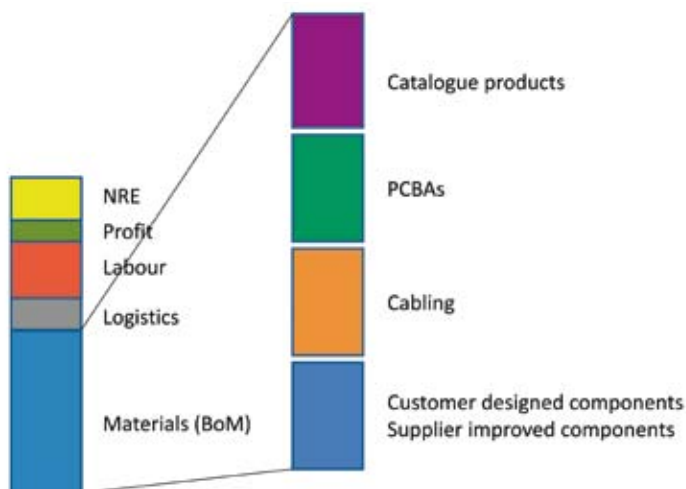 NRE
Profit
Labour
Logistics
Materials (BoM)
Catalogue products
PCBAs
Cabling
Customer designed components
Supplier improved components